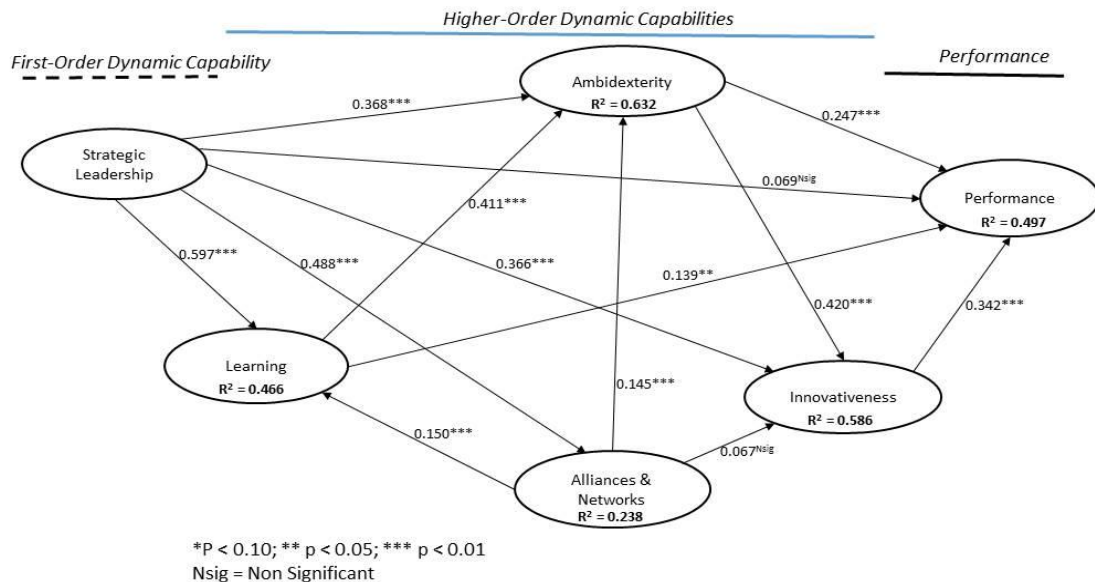 Higher-Order Dynamic Capabilities
First-Order Dynamic Capability
Performance
Ambidexterity
R² = 0.632
0.368***
0.247***
Strategic
Leadership
0.069ᴺˢⁱᵍ
Performance
R² = 0.497
0.411***
0.597***
0.488***
0.366***
0.139**
0.420***
0.342***
Learning
R² = 0.466
0.145***
Innovativeness
R² = 0.586
0.150***
0.067ᴺˢⁱᵍ
Alliances &
Networks
R² = 0.238
*P < 0.10; ** p < 0.05; *** p < 0.01
Nsig = Non Significant